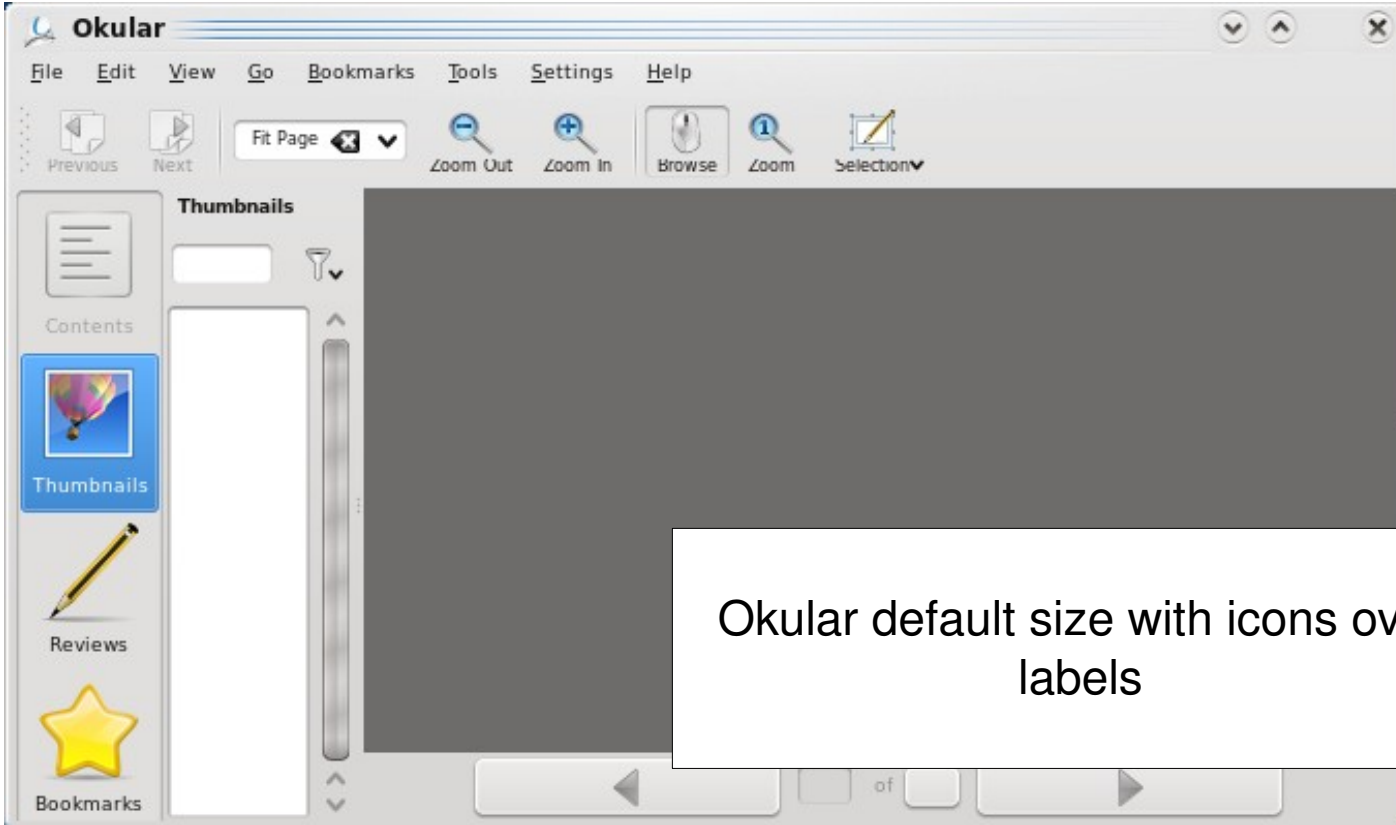 Okular
File Edit View Go Bookmarks Tools Settings Help
Previous Next Fit Page Zoom Out Zoom In Browse 1 Zoom Selection
Thumbnails
Contents
Thumbnails
Reviews
Okular default size with icons ov
labels
Bookmarks
of